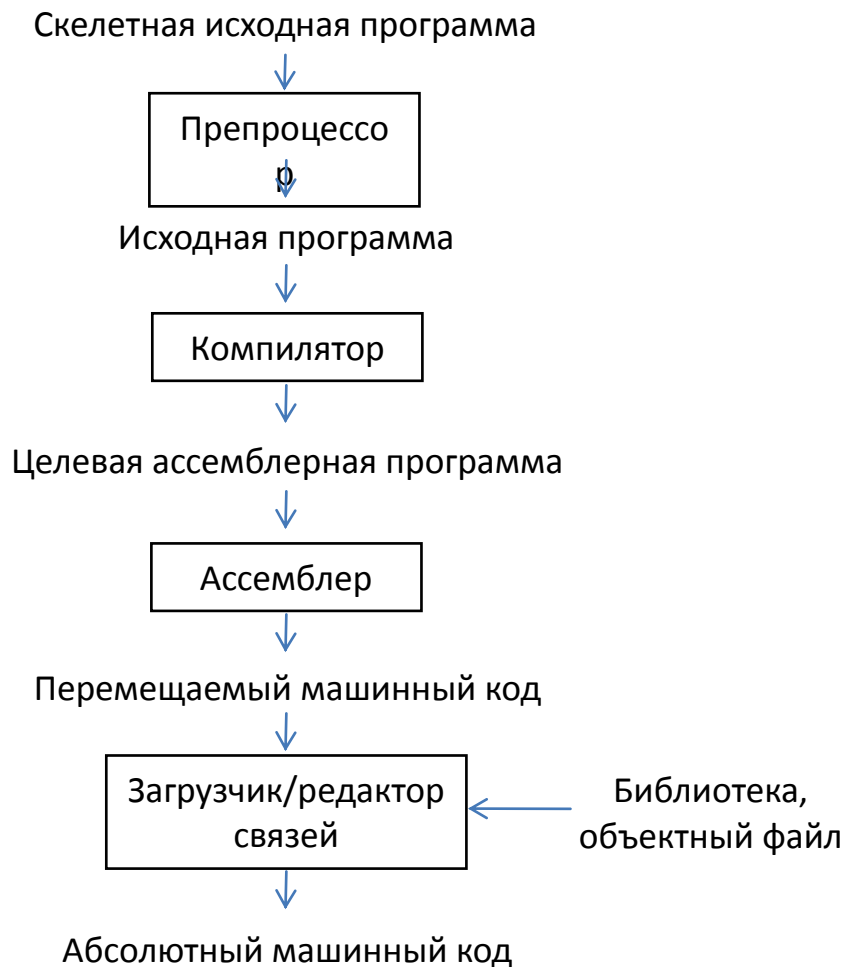 Скелетная исходная программа
Препроцессо
р
Исходная программа
Компилятор
Целевая ассемблерная программа
Ассемблер
Перемещаемый машинный код
Загрузчик/редактор
связей
Библиотека,
объектный файл
Абсолютный машинный код